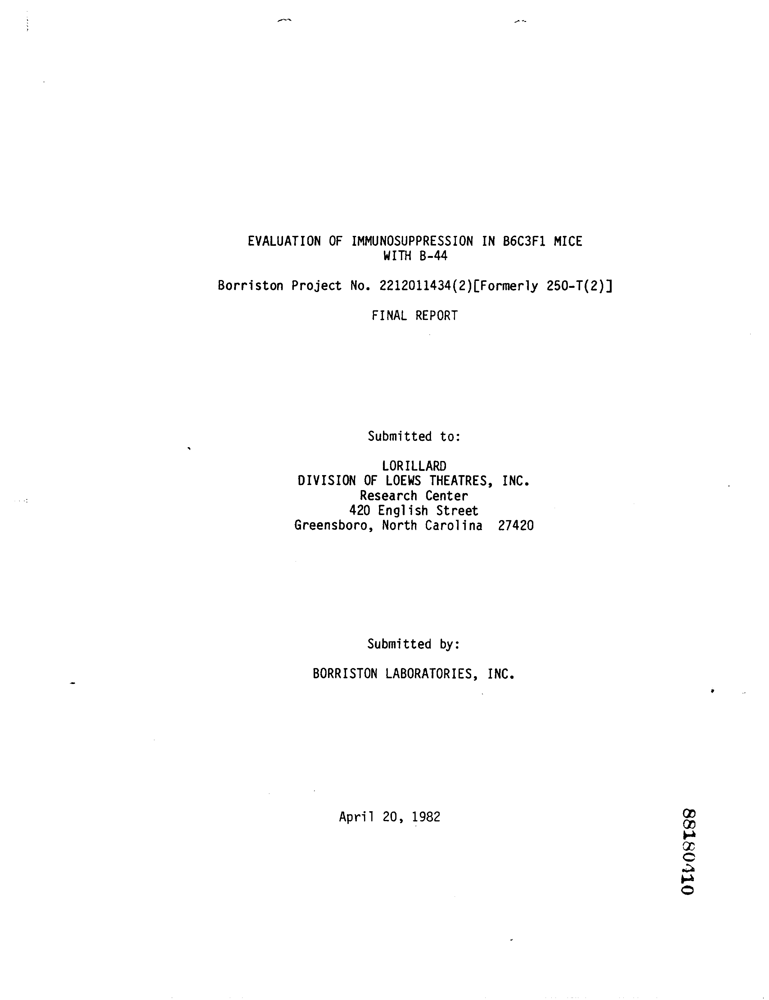 EVALUATION OF IMMUNOSUPPRESSION IN B6C3F1 MICE
WITH B-44
Borriston Project No. 2212011434(2)[Formerly 250-T(2)]
FINAL REPORT
Submitted to:
LORILLARD
DIVISION OF LOEWS THEATRES, INC.
Research Center
420 English Street
Greensboro, North Carolina 27420
Submitted by:
BORRISTON LABORATORIES, INC.
April 20, 1982
88180410